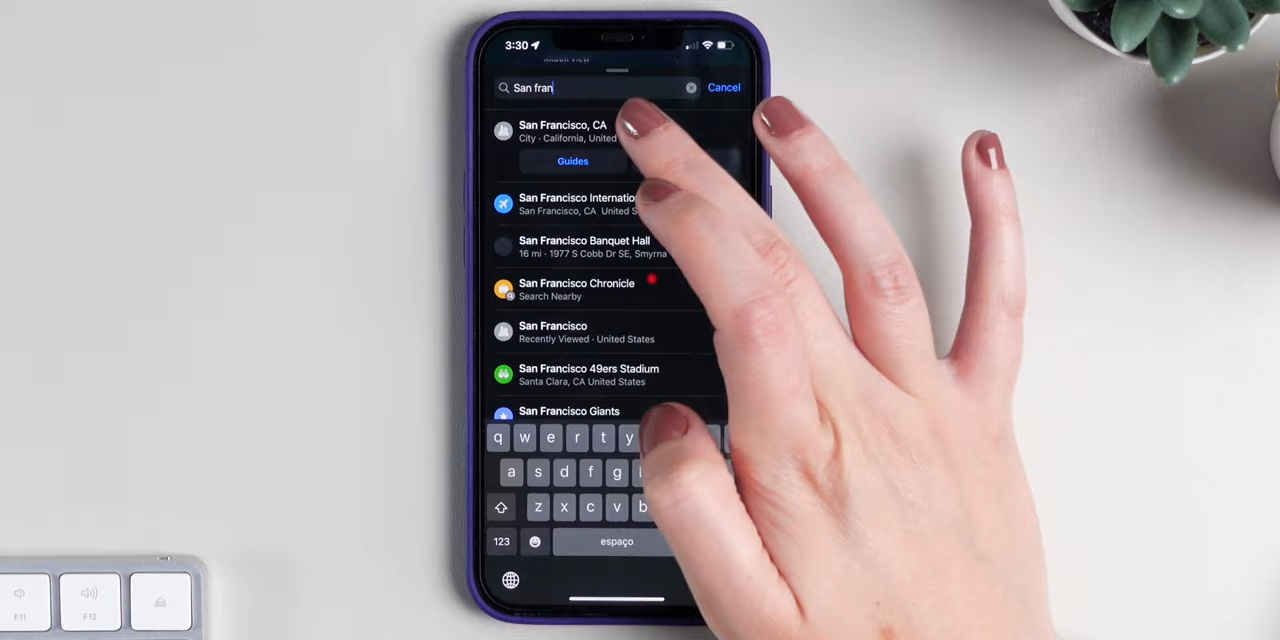 3:30
San fran
Cancel
San Francisco, CA
City · California, United
Guides
San Francisco Internatio
San Francisco, CA United S
San Francisco Banquet Hall
16 mi · 1977 S Cobb Dr SE, Smyrna
San Francisco Chronicle
Search Nearby
San Francisco
Recently Viewed · United States
San Francisco 49ers Stadium
Santa Clara, CA United States
San Francisco Giants
q w e r t y
a s d f g
z x c v b
123
espaço
F11
F12